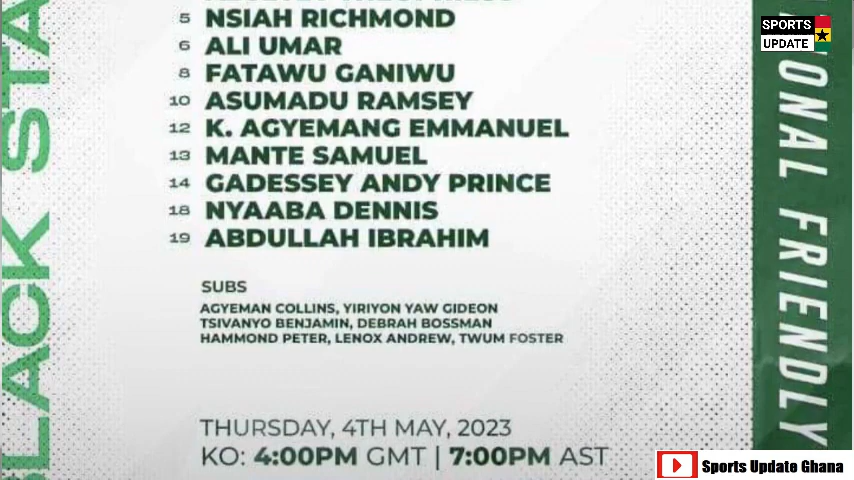 5 NSIAH RICHMOND
6 ALI UMAR
8 FATAWU GANIWU
10 ASUMADU RAMSEY
12 K. AGYEMANG EMMANUEL
13 MANTE SAMUEL
14 GADESSEY ANDY PRINCE
18 NYAABA DENNIS
19 ABDULLAH IBRAHIM
SUBS
AGYEMAN COLLINS, YIRIYON YAW GIDEON
TSIVANYO BENJAMIN, DEBRAH BOSSMAN
HAMMOND PETER, LENOX ANDREW, TWUM FOSTER
THURSDAY, 4TH MAY, 2023
KO: 4:00PM GMT | 7:00PM AST
BLACK STA
ONAL FRIENDLY
SPORTS
UPDATE
Sports Update Ghana